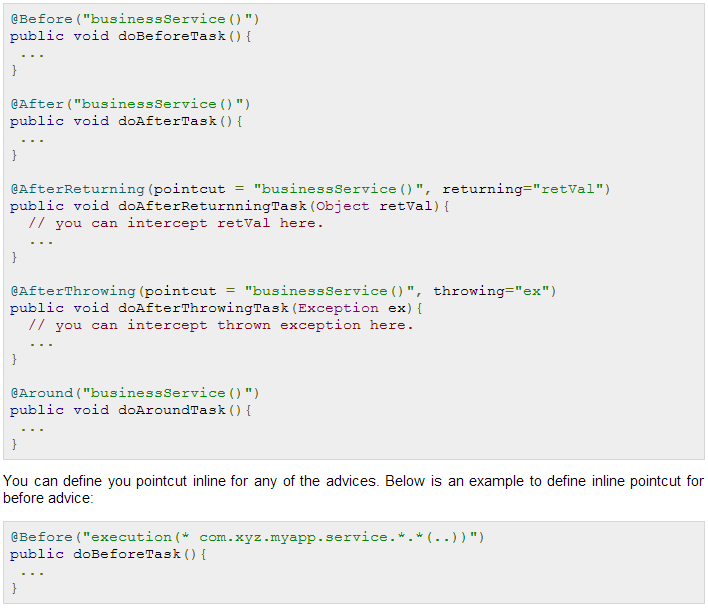 @Before("businessService()")
public void doBeforeTask(){
 ...
}

@After("businessService()")
public void doAfterTask(){
 ...
}

@AfterReturning(pointcut = "businessService()", returning="retVal")
public void doAfterReturnningTask(Object retVal){
  // you can intercept retVal here.
  ...
}

@AfterThrowing(pointcut = "businessService()", throwing="ex")
public void doAfterThrowingTask(Exception ex){
  // you can intercept thrown exception here.
  ...
}

@Around("businessService()")
public void doAroundTask(){
 ...
}

You can define you pointcut inline for any of the advices. Below is an example to define inline pointcut for
before advice:

@Before("execution(* com.xyz.myapp.service.*.*(..))")
public doBeforeTask(){
 ...
}